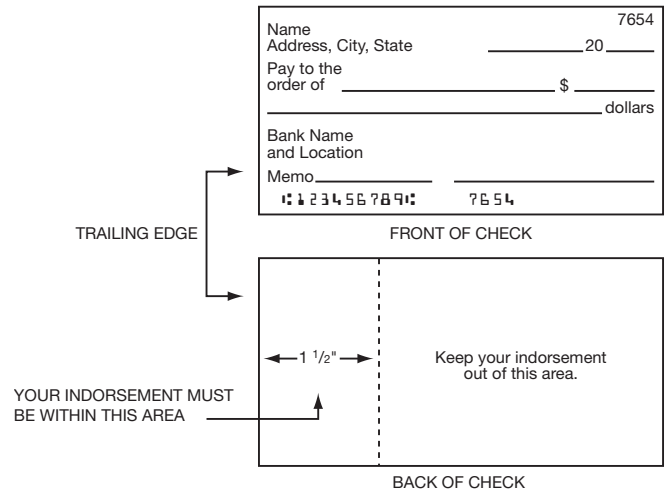 7654
Name
Address, City, State 20
Pay to the
order of $
dollars
Bank Name
and Location
Memo
⑆123456789⑆ 7654
TRAILING EDGE
FRONT OF CHECK
1 1/2"
Keep your indorsement
out of this area.
YOUR INDORSEMENT MUST
BE WITHIN THIS AREA
BACK OF CHECK